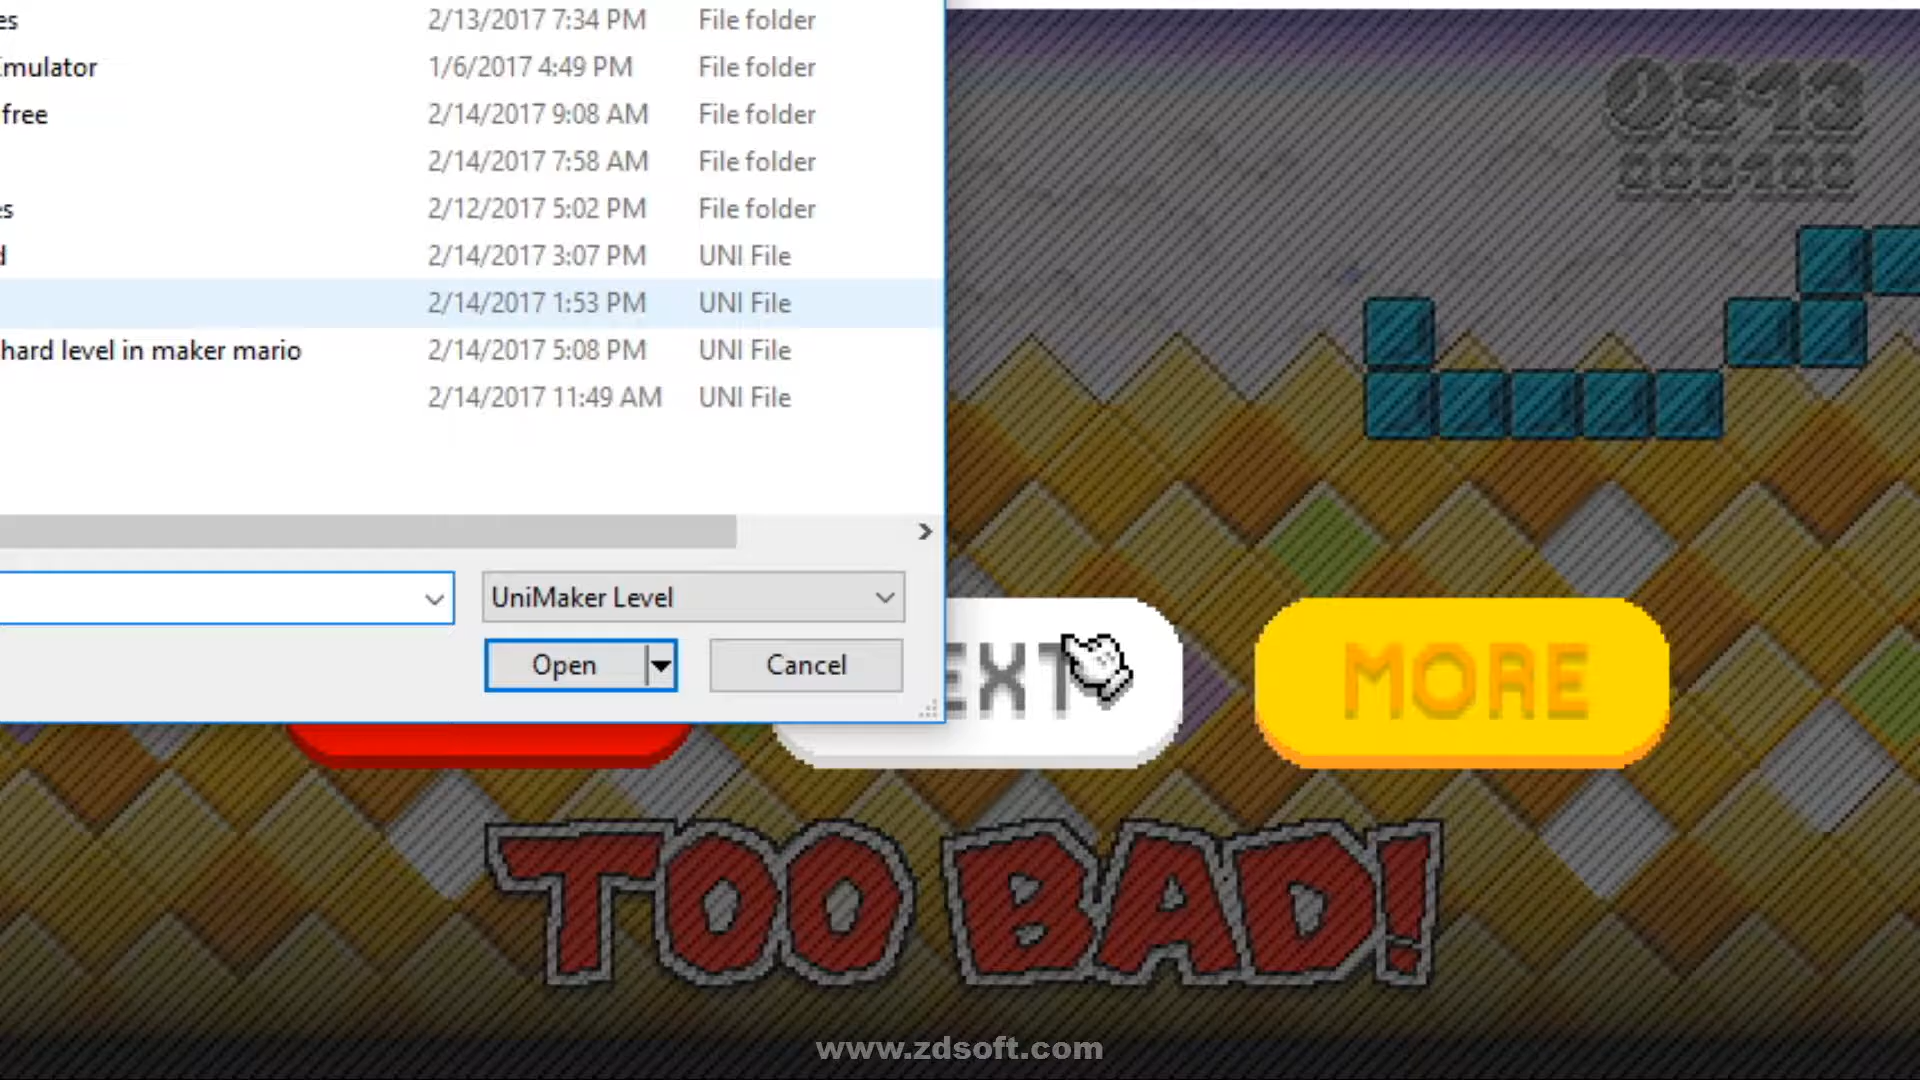 es 2/13/2017 7:34 PM File folder
Emulator 1/6/2017 4:49 PM File folder
free 2/14/2017 9:08 AM File folder
2/14/2017 7:58 AM File folder
es 2/12/2017 5:02 PM File folder
d 2/14/2017 3:07 PM UNI File
2/14/2017 1:53 PM UNI File
hard level in maker mario 2/14/2017 5:08 PM UNI File
2/14/2017 11:49 AM UNI File
UniMaker Level
Open Cancel
0813
000100
EXT
MORE
TOO BAD!
www.zdsoft.com